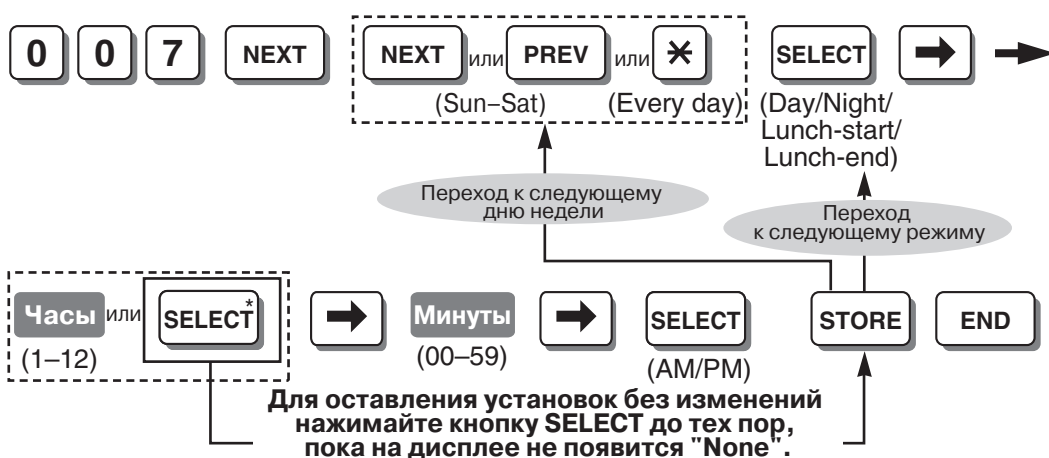 0 0 7 NEXT NEXT или PREV или ✕ SELECT
(Sun–Sat) (Every day) (Day/Night/
Lunch-start/
Lunch-end)
Переход к следующему
дню недели
Переход
к следующему режиму
Часы или SELECT* Минуты SELECT STORE END
(1–12) (00–59) (AM/PM)
Для оставления установок без изменений
нажимайте кнопку SELECT до тех пор,
пока на дисплее не появится "None".